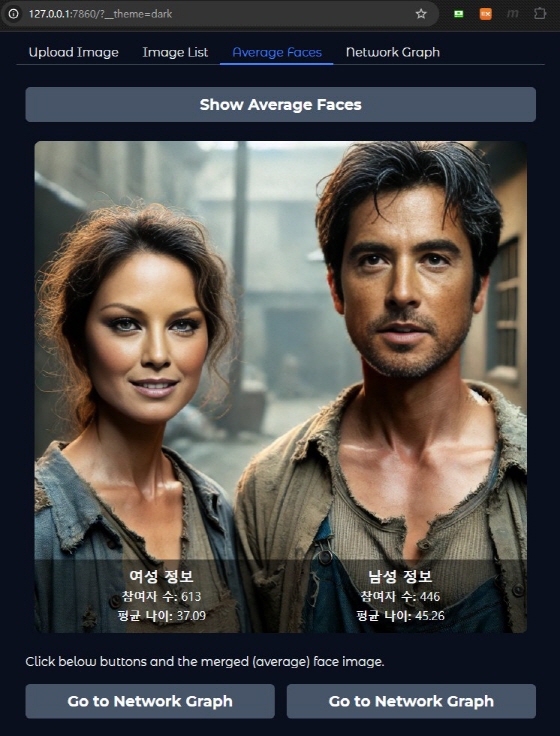 127.0.0.1:7860/?__theme=dark
Upload Image Image List Average Faces Network Graph
Show Average Faces
여성 정보 남성 정보
참여자 수: 613 참여자 수: 446
평균 나이: 37.09 평균 나이: 45.26
Click below buttons and the merged (average) face image.
Go to Network Graph Go to Network Graph